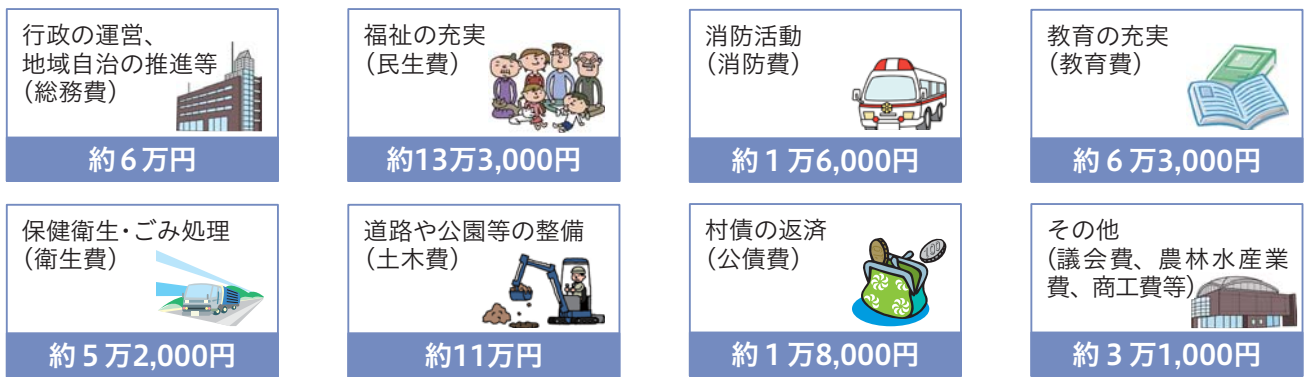 行政の運営、
地域自治の推進等
(総務費)
約6万円
福祉の充実
(民生費)
約13万3,000円
消防活動
(消防費)
約1万6,000円
教育の充実
(教育費)
約6万3,000円
保健衛生・ごみ処理
(衛生費)
約5万2,000円
道路や公園等の整備
(土木費)
約11万円
村債の返済
(公債費)
100
約1万8,000円
その他
(議会費、農林水産業
費、商工費等)
約3万1,000円